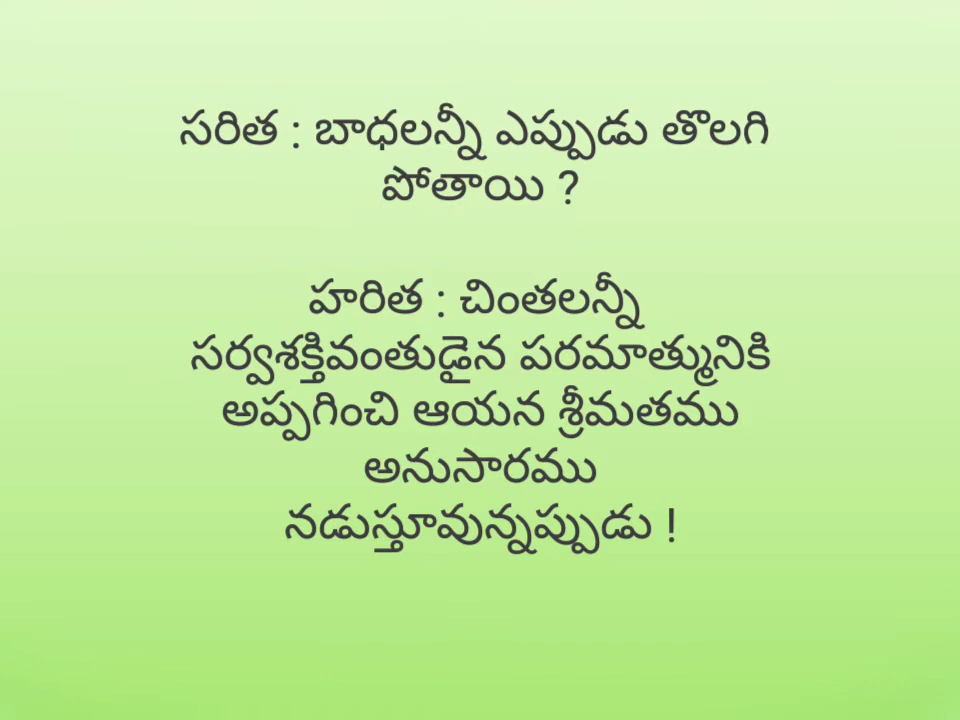 సరిత : బాధలన్నీ ఎప్పుడు తొలగి
పోతాయి ?
హరిత : చింతలన్నీ
సర్వశక్తివంతుడైన పరమాత్మునికి
అప్పగించి ఆయన శ్రీమతము
అనుసారము
నడుస్తూవున్నప్పుడు !